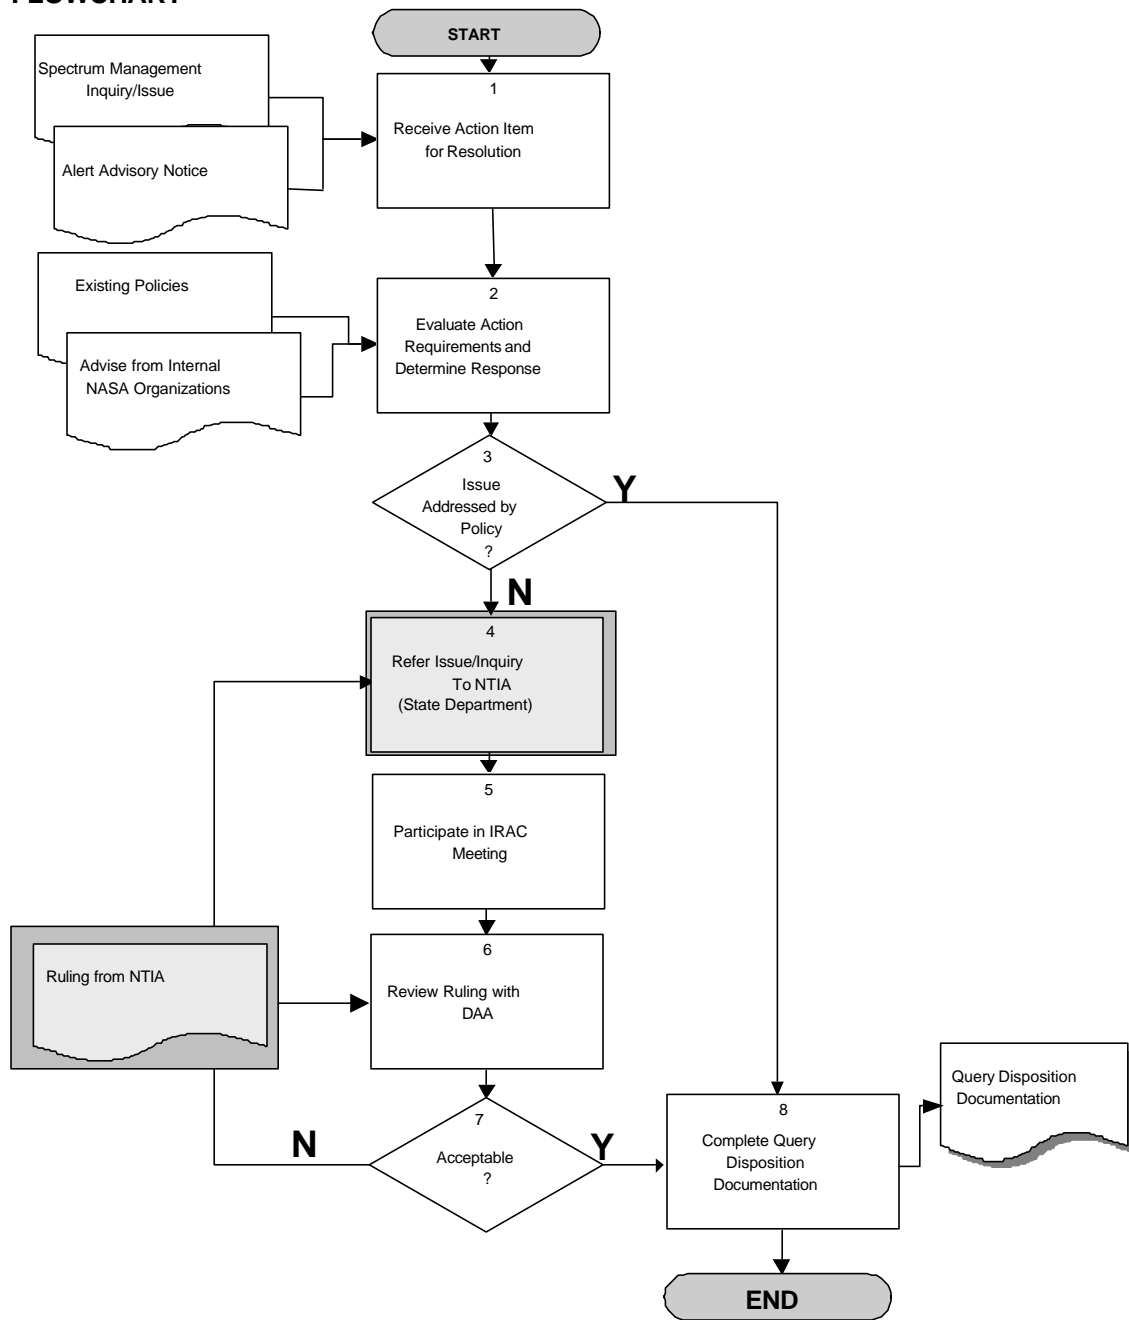 FLOWCHART
START
Spectrum Management
Inquiry/Issue
Alert Advisory Notice
1
Receive Action Item
for Resolution
Existing Policies
Advise from Internal
NASA Organizations
2
Evaluate Action
Requirements and
Determine Response
3
Issue
Addressed by
Policy
?
Y
N
4
Refer Issue/Inquiry
To NTIA
(State Department)
5
Participate in IRAC
Meeting
Ruling from NTIA
6
Review Ruling with
DAA
7
Acceptable
?
N
Y
8
Complete Query
Disposition
Documentation
Query Disposition
Documentation
END